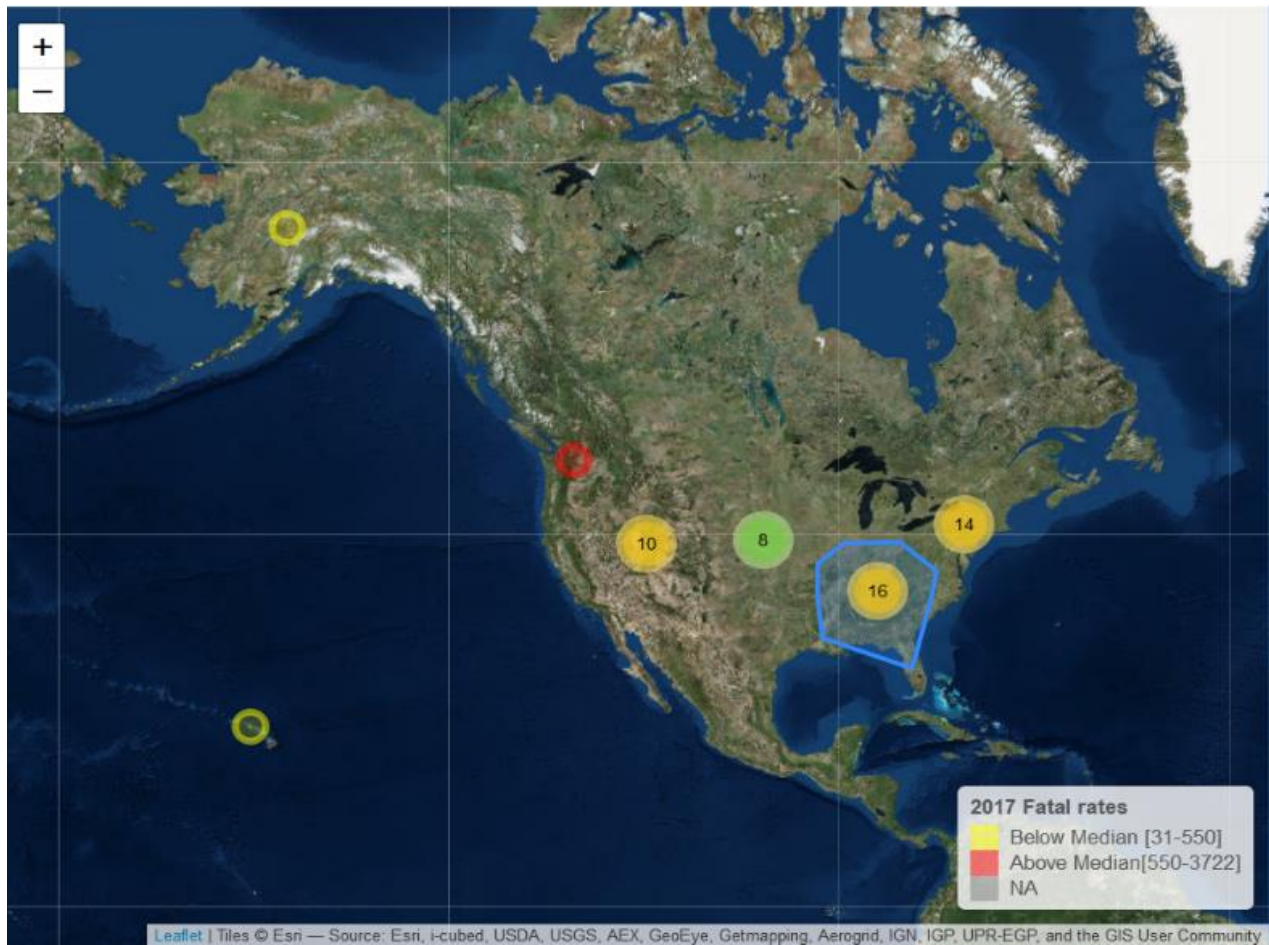 +
−
10
8
14
16
2017 Fatal rates
Below Median [31-550]
Above Median[550-3722]
NA
Leaflet | Tiles © Esri — Source: Esri, i-cubed, USDA, USGS, AEX, GeoEye, Getmapping, Aerogrid, IGN, IGP, UPR-EGP, and the GIS User Community